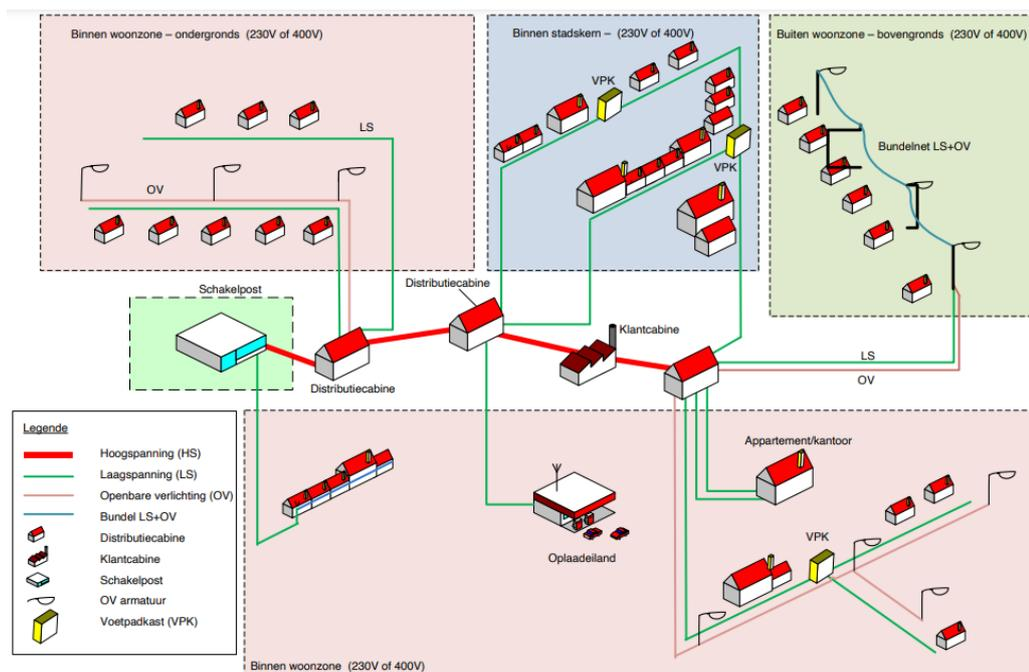 Binnen woonzone – ondergronds (230V of 400V)
Binnen stadskern – (230V of 400V)
Buiten woonzone – bovengronds (230V of 400V)
VPK
LS
Bundelnet LS+OV
VPK
OV
Schakelpost
Distributiecabine
Klantcabine
Distributiecabine
LS
OV
Legende
Hoogspanning (HS)
Laagspanning (LS)
Openbare verlichting (OV)
Bundel LS+OV
Distributiecabine
Klantcabine
Schakelpost
OV armatuur
Voetpadkast (VPK)
Appartement/kantoor
Oplaadeiland
VPK
Binnen woonzone (230V of 400V)